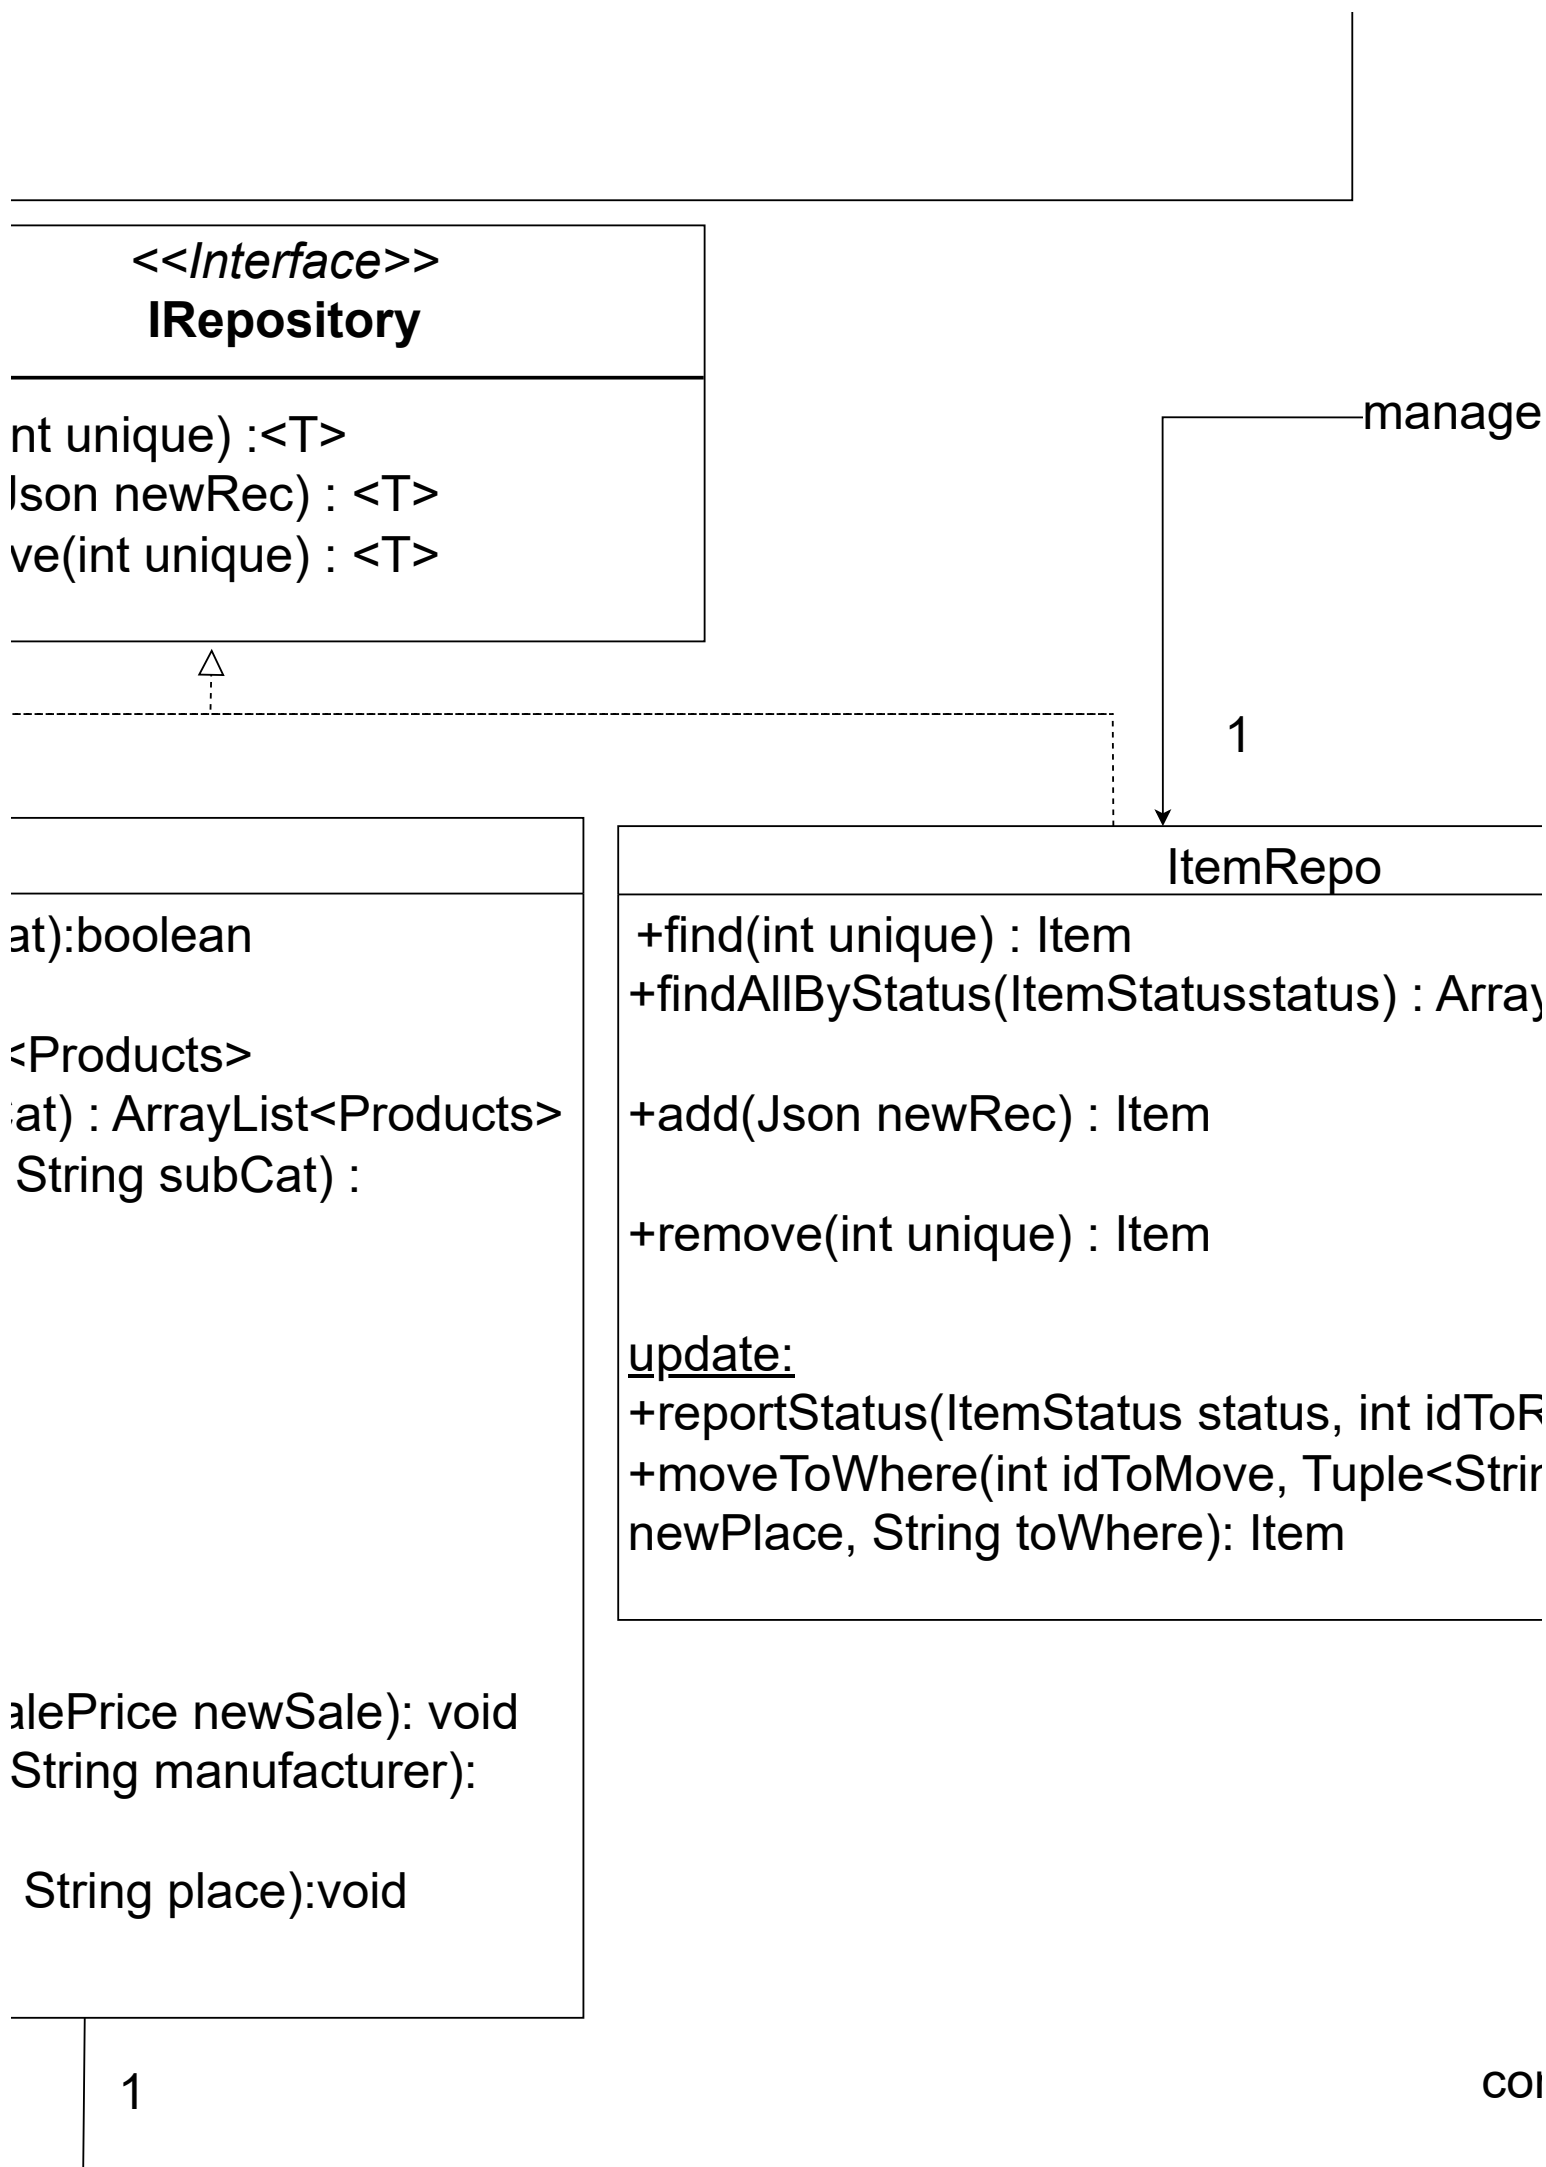 <<Interface>>
IRepository
int unique) :<T>
Json newRec) : <T>
ve(int unique) : <T>
manage
1
at):boolean
<Products>
at) : ArrayList<Products>
String subCat) :
alePrice newSale): void
String manufacturer):
String place):void
1
ItemRepo
+find(int unique) : Item
+findAllByStatus(ItemStatusstatus) : Array
+add(Json newRec) : Item
+remove(int unique) : Item
update:
+reportStatus(ItemStatus status, int idToR
+moveToWhere(int idToMove, Tuple<Strin
newPlace, String toWhere): Item